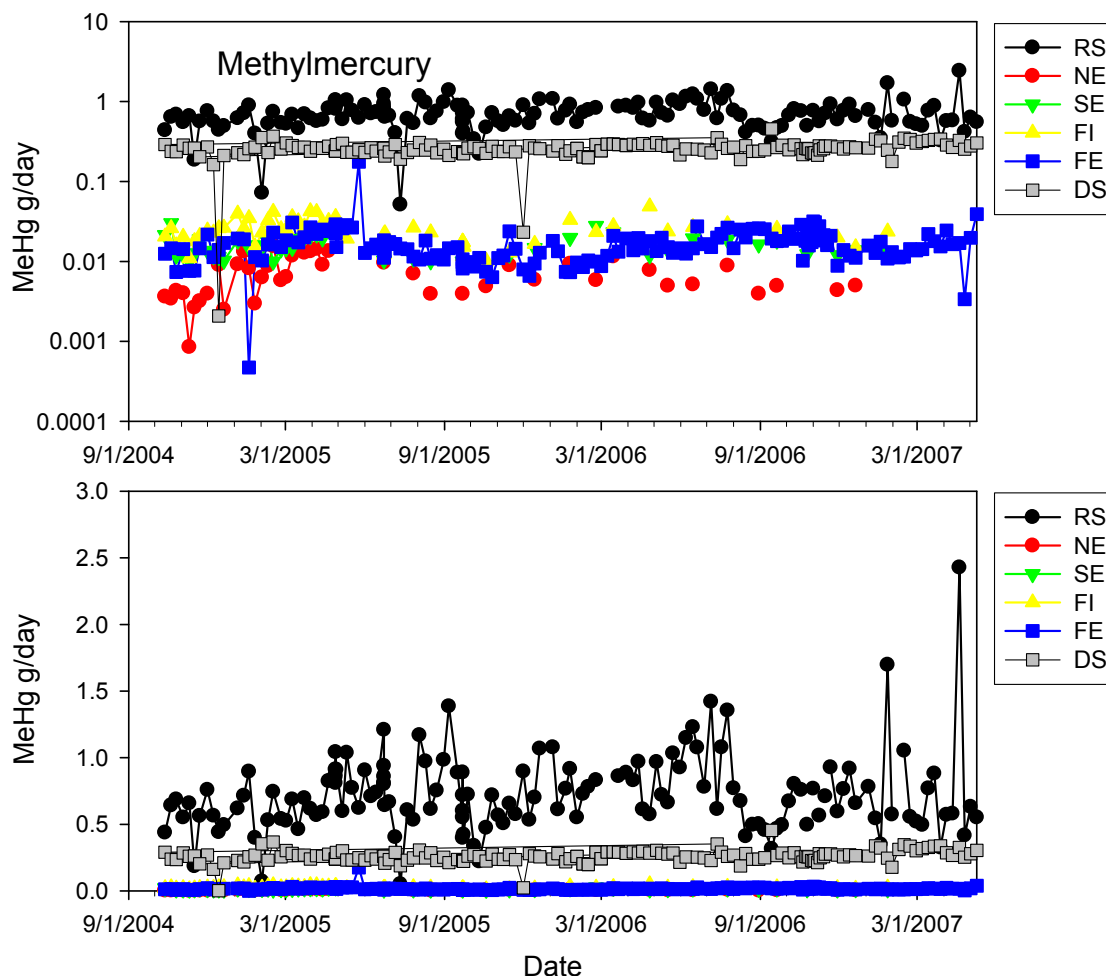 Methylmercury
MeHg g/day
10
1
0.1
0.01
0.001
0.0001
9/1/2004 3/1/2005 9/1/2005 3/1/2006 9/1/2006 3/1/2007
RS
NE
SE
FI
FE
DS
MeHg g/day
3.0
2.5
2.0
1.5
1.0
0.5
0.0
9/1/2004 3/1/2005 9/1/2005 3/1/2006 9/1/2006 3/1/2007
Date
RS
NE
SE
FI
FE
DS